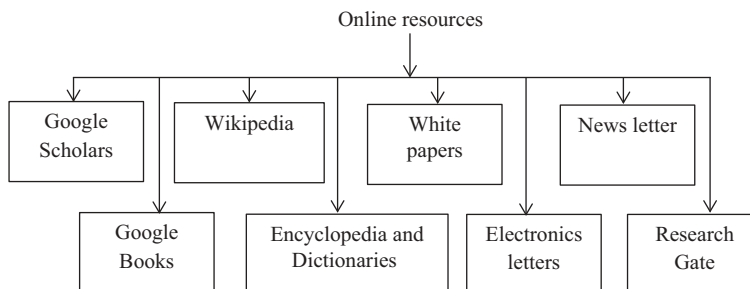 Online resources
Google
Scholars
Wikipedia
White
papers
News letter
Google
Books
Encyclopedia and
Dictionaries
Electronics
letters
Research
Gate